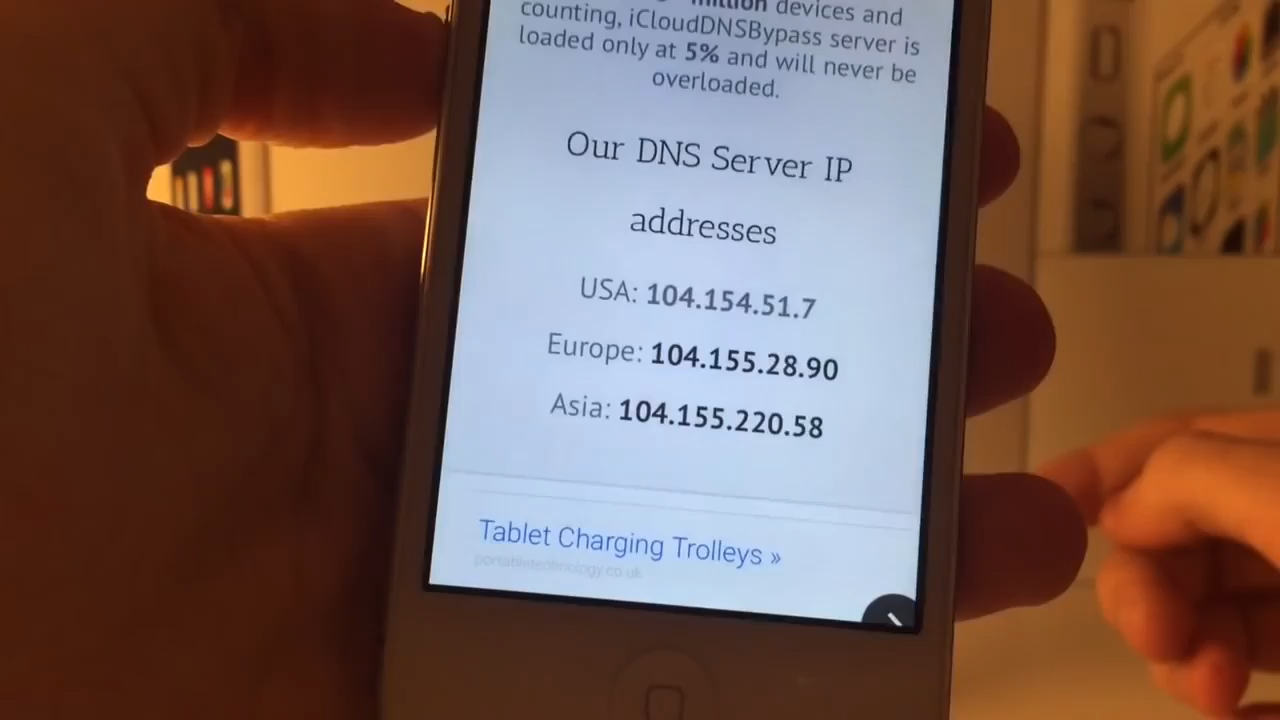 million devices and
counting, iCloudDNSBypass server is
loaded only at 5% and will never be
overloaded.
Our DNS Server IP
addresses
USA: 104.154.51.7
Europe: 104.155.28.90
Asia: 104.155.220.58
Tablet Charging Trolleys »
portabletechnology.co.uk